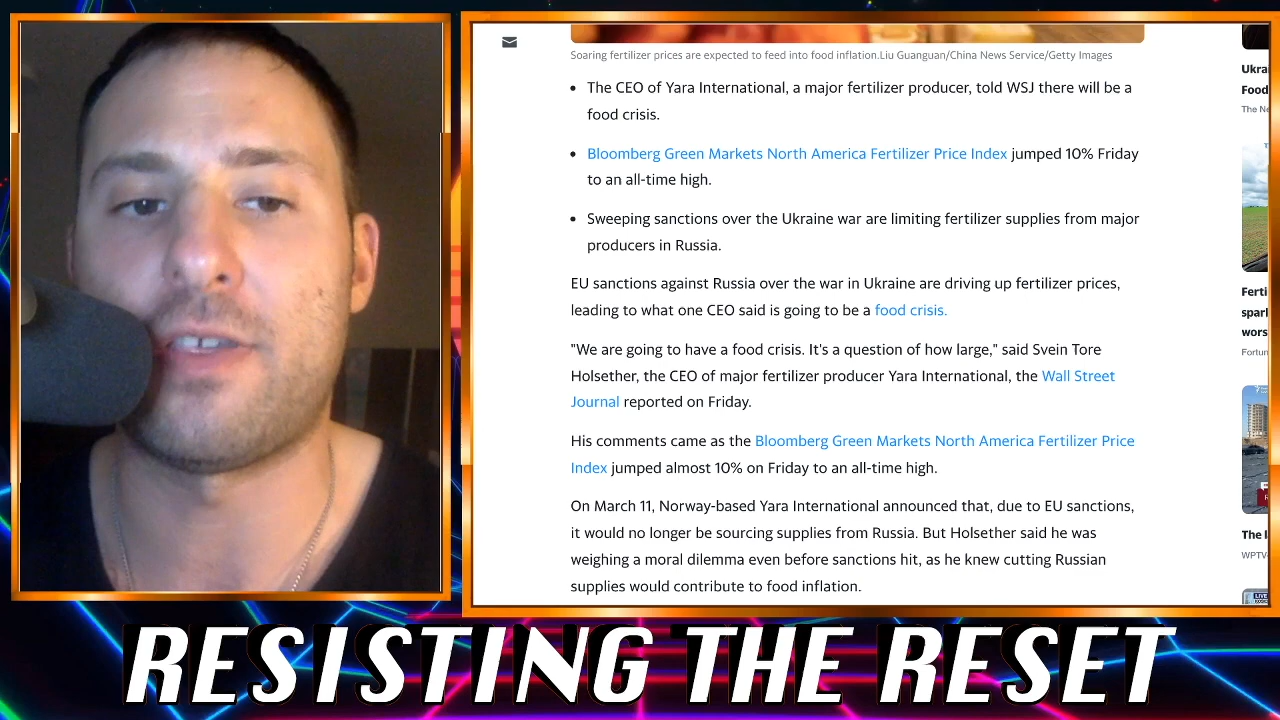 Soaring fertilizer prices are expected to feed into food inflation.Liu Guanguan/China News Service/Getty Images
The CEO of Yara International, a major fertilizer producer, told WSJ there will be a
food crisis.
Bloomberg Green Markets North America Fertilizer Price Index jumped 10% Friday
to an all-time high.
Sweeping sanctions over the Ukraine war are limiting fertilizer supplies from major
producers in Russia.
EU sanctions against Russia over the war in Ukraine are driving up fertilizer prices,
leading to what one CEO said is going to be a food crisis.
"We are going to have a food crisis. It's a question of how large," said Svein Tore
Holsether, the CEO of major fertilizer producer Yara International, the Wall Street
Journal reported on Friday.
His comments came as the Bloomberg Green Markets North America Fertilizer Price
Index jumped almost 10% on Friday to an all-time high.
On March 11, Norway-based Yara International announced that, due to EU sanctions,
it would no longer be sourcing supplies from Russia. But Holsether said he was
weighing a moral dilemma even before sanctions hit, as he knew cutting Russian
supplies would contribute to food inflation.
Food
The
LIVE
RESISTING THE RESET